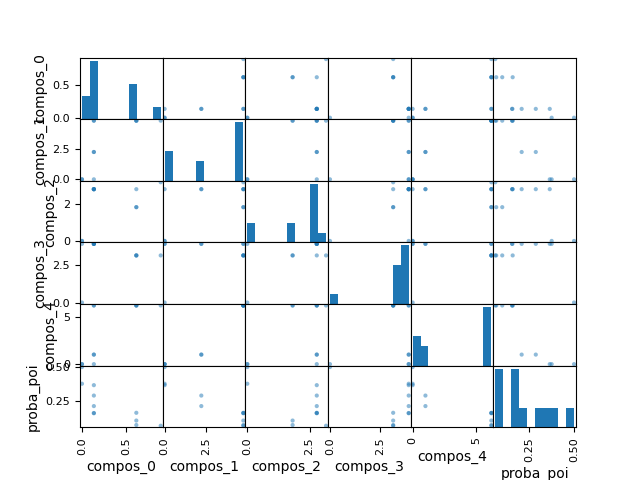 compos_0
0.5
0.0
compos_1
2.5
0.0
compos_2
2
0
compos_3
2.5
0.0
compos_4
5
0
proba_poi
0.50
0.25
0.0 0.5 0.0 2.5 0.0 2.5 0.0 2.5 0 5 0.25 0.50
compos_0 compos_1 compos_2 compos_3 compos_4 proba_poi